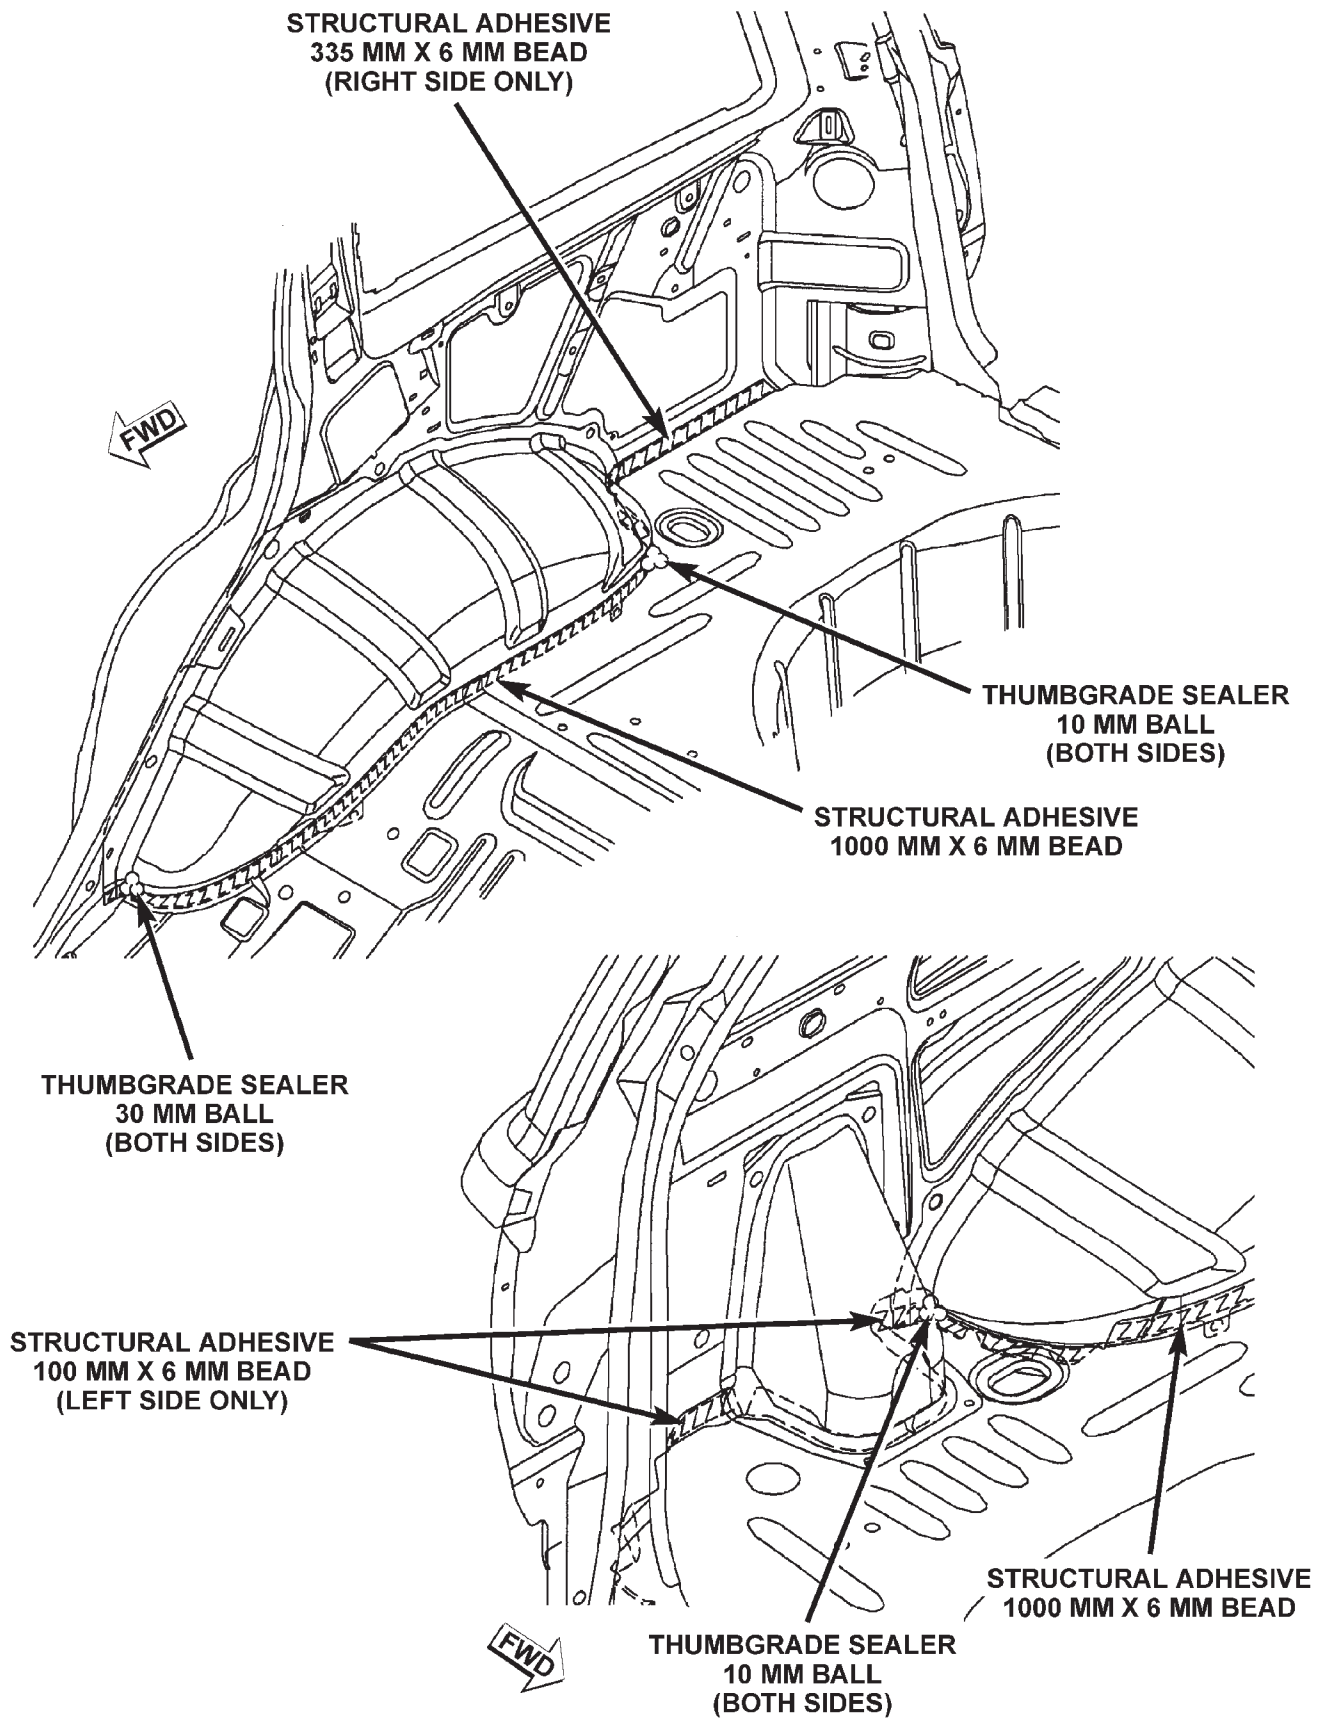 STRUCTURAL ADHESIVE
335 MM X 6 MM BEAD
(RIGHT SIDE ONLY)
FWD
THUMBGRADE SEALER
10 MM BALL
(BOTH SIDES)
STRUCTURAL ADHESIVE
1000 MM X 6 MM BEAD
THUMBGRADE SEALER
30 MM BALL
(BOTH SIDES)
STRUCTURAL ADHESIVE
100 MM X 6 MM BEAD
(LEFT SIDE ONLY)
STRUCTURAL ADHESIVE
1000 MM X 6 MM BEAD
FWD
THUMBGRADE SEALER
10 MM BALL
(BOTH SIDES)